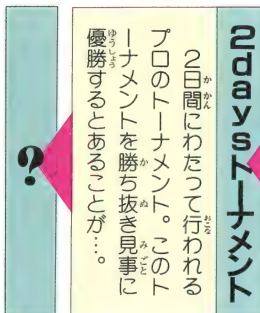 2daysトーナメント
２日間にわたって行われる
プロのトーナメント。このト
ーナメントを勝ち抜き見事に
優勝するとあることが…。
？